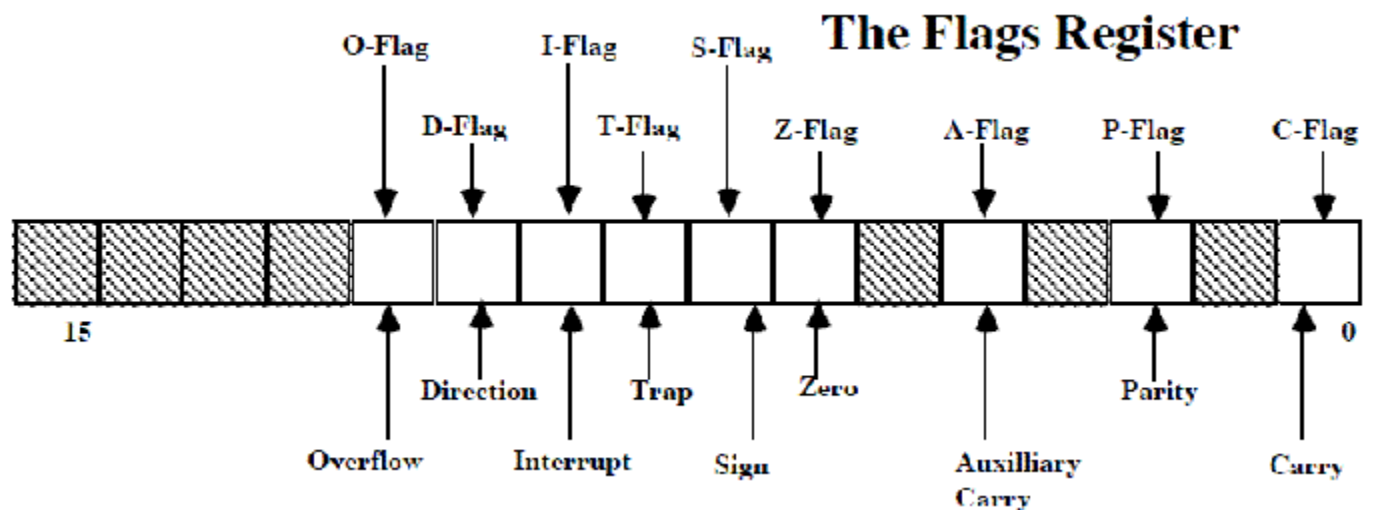 The Flags Register
O-Flag
I-Flag
S-Flag
D-Flag
T-Flag
Z-Flag
A-Flag
P-Flag
C-Flag
15
0
Direction
Trap
Zero
Parity
Overflow
Interrupt
Sign
Auxilliary
Carry
Carry